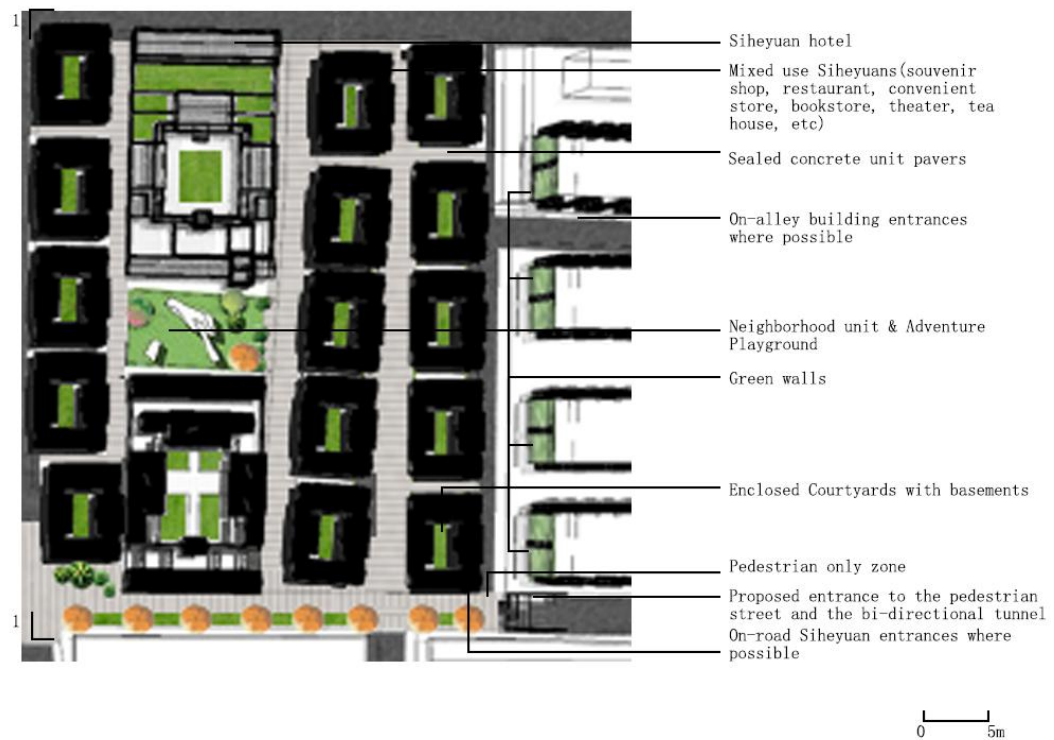 1
Siheyuan hotel
Mixed use Siheyuans(souvenir
shop, restaurant, convenient
store, bookstore, theater, tea
house, etc)
Sealed concrete unit pavers
On-alley building entrances
where possible
Neighborhood unit & Adventure
Playground
Green walls
Enclosed Courtyards with basements
Pedestrian only zone
Proposed entrance to the pedestrian
street and the bi-directional tunnel
On-road Siheyuan entrances where
possible
1
0 5m